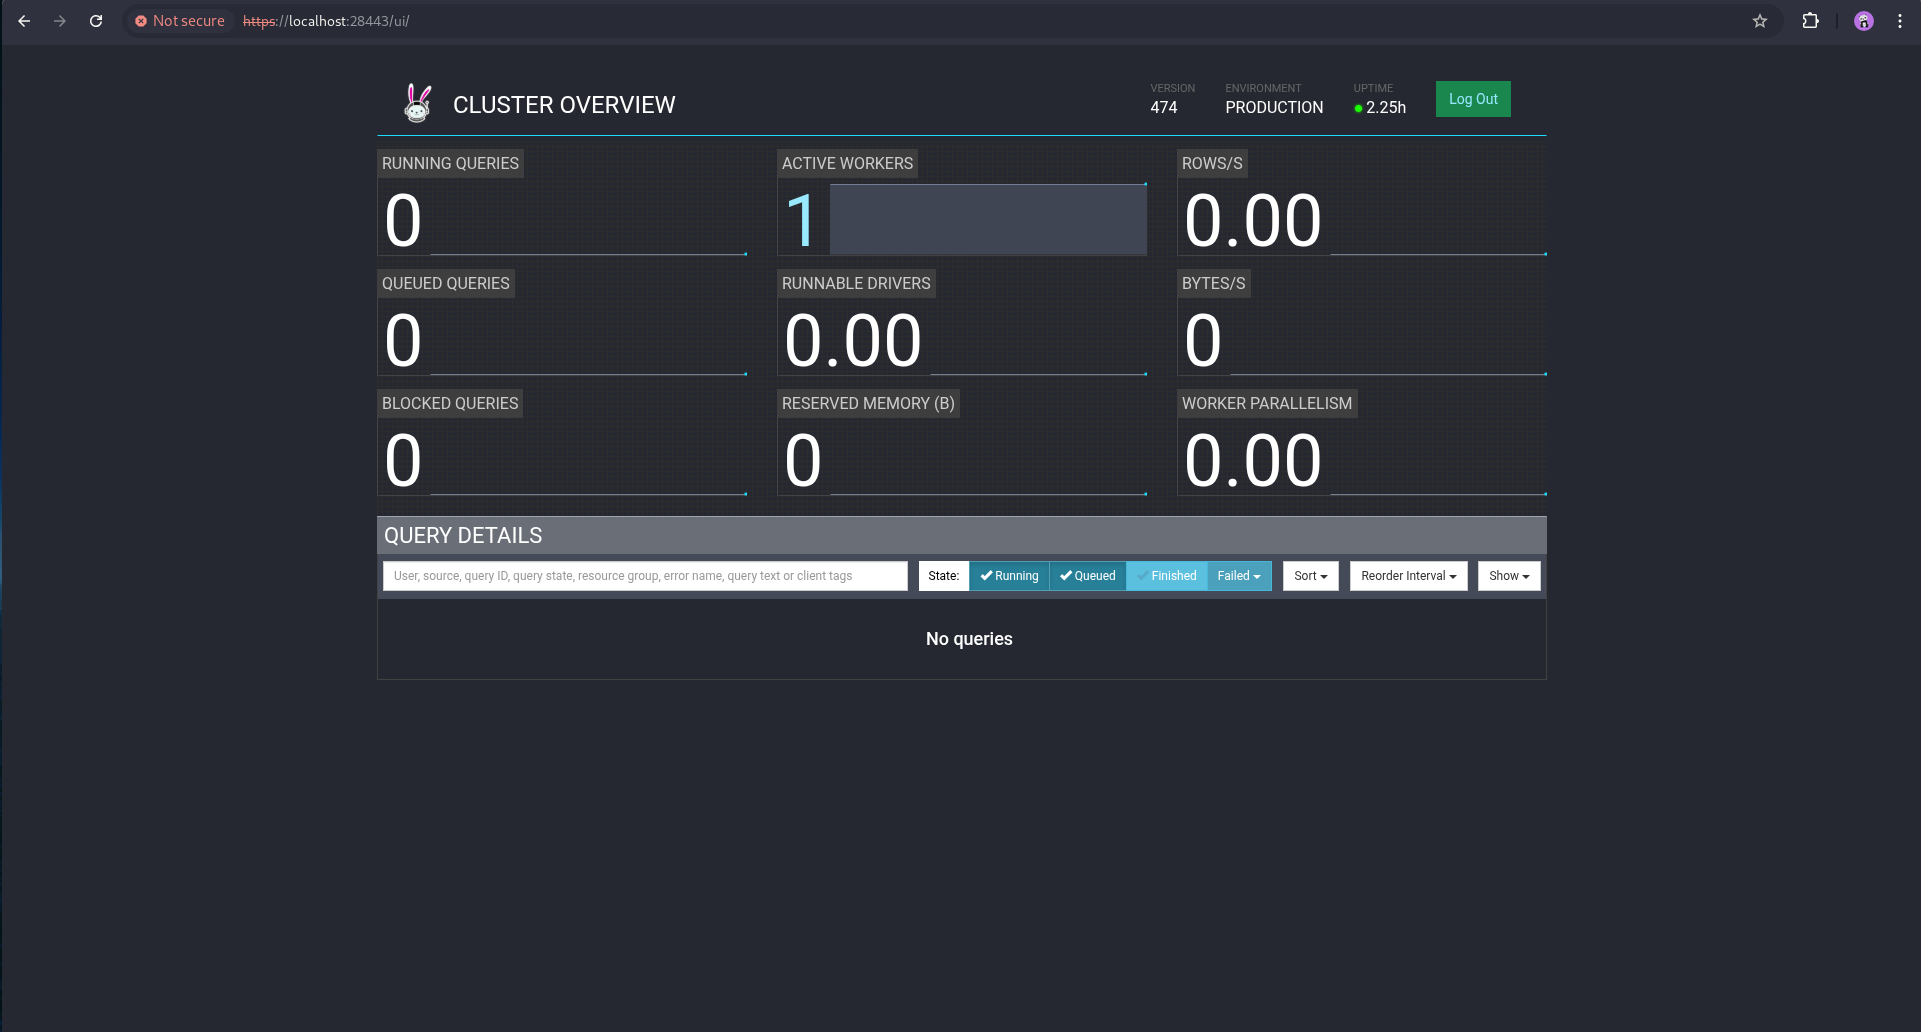 Not secure https://localhost:28443/ui/
CLUSTER OVERVIEW
VERSION
474
ENVIRONMENT
PRODUCTION
UPTIME
2.25h
Log Out
RUNNING QUERIES
0
ACTIVE WORKERS
1
ROWS/S
0.00
QUEUED QUERIES
0
RUNNABLE DRIVERS
0.00
BYTES/S
0
BLOCKED QUERIES
0
RESERVED MEMORY (B)
0
WORKER PARALLELISM
0.00
QUERY DETAILS
User, source, query ID, query state, resource group, error name, query text or client tags
State: Running Queued Finished Failed Sort Reorder Interval Show
No queries